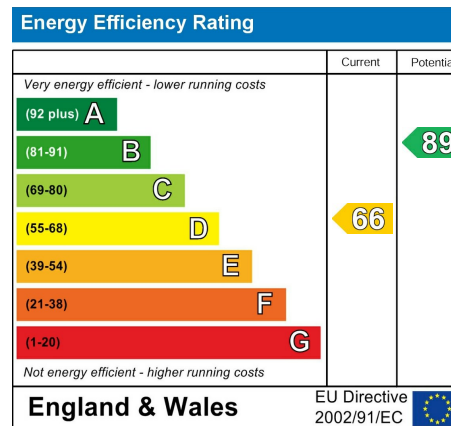 Energy Efficiency Rating
Current Potentia
Very energy efficient - lower running costs
(92 plus) A
(81-91) B
89
(69-80) C
(55-68) D
66
(39-54) E
(21-38) F
(1-20) G
Not energy efficient - higher running costs
England & Wales
EU Directive
2002/91/EC